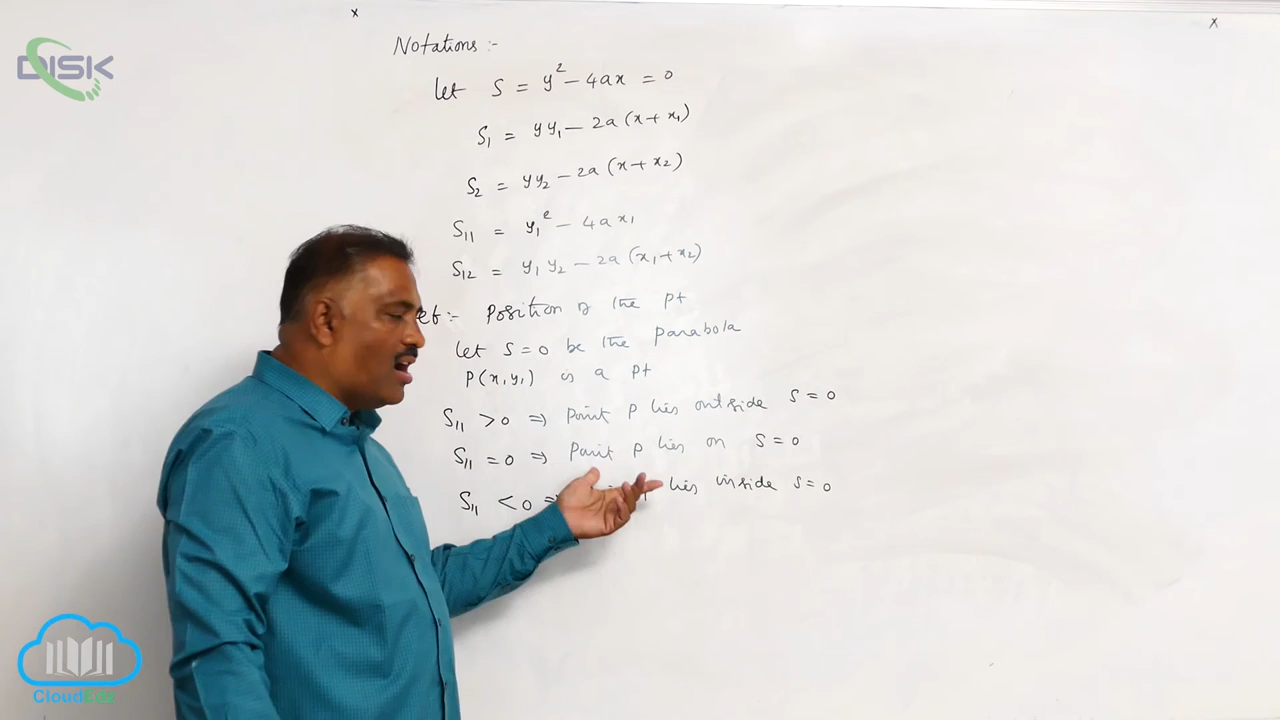 x
x
DISK
Notations :-
let S = y² - 4ax = 0
S₁ = yy₁ - 2a(x+x₁)
S₂ = yy₂ - 2a(x+x₂)
S₁₁ = y₁² - 4ax₁
S₁₂ = y₁y₂ - 2a(x₁+x₂)
ef :- Position of the pt
let S=0 be the parabola
P(x₁y₁) is a pt
S₁₁ >0 ⇒ Point P lies outside S=0
S₁₁ =0 ⇒ Point P lies on S=0
S₁₁ <0 ⇒ lies inside S=0
CloudEdz